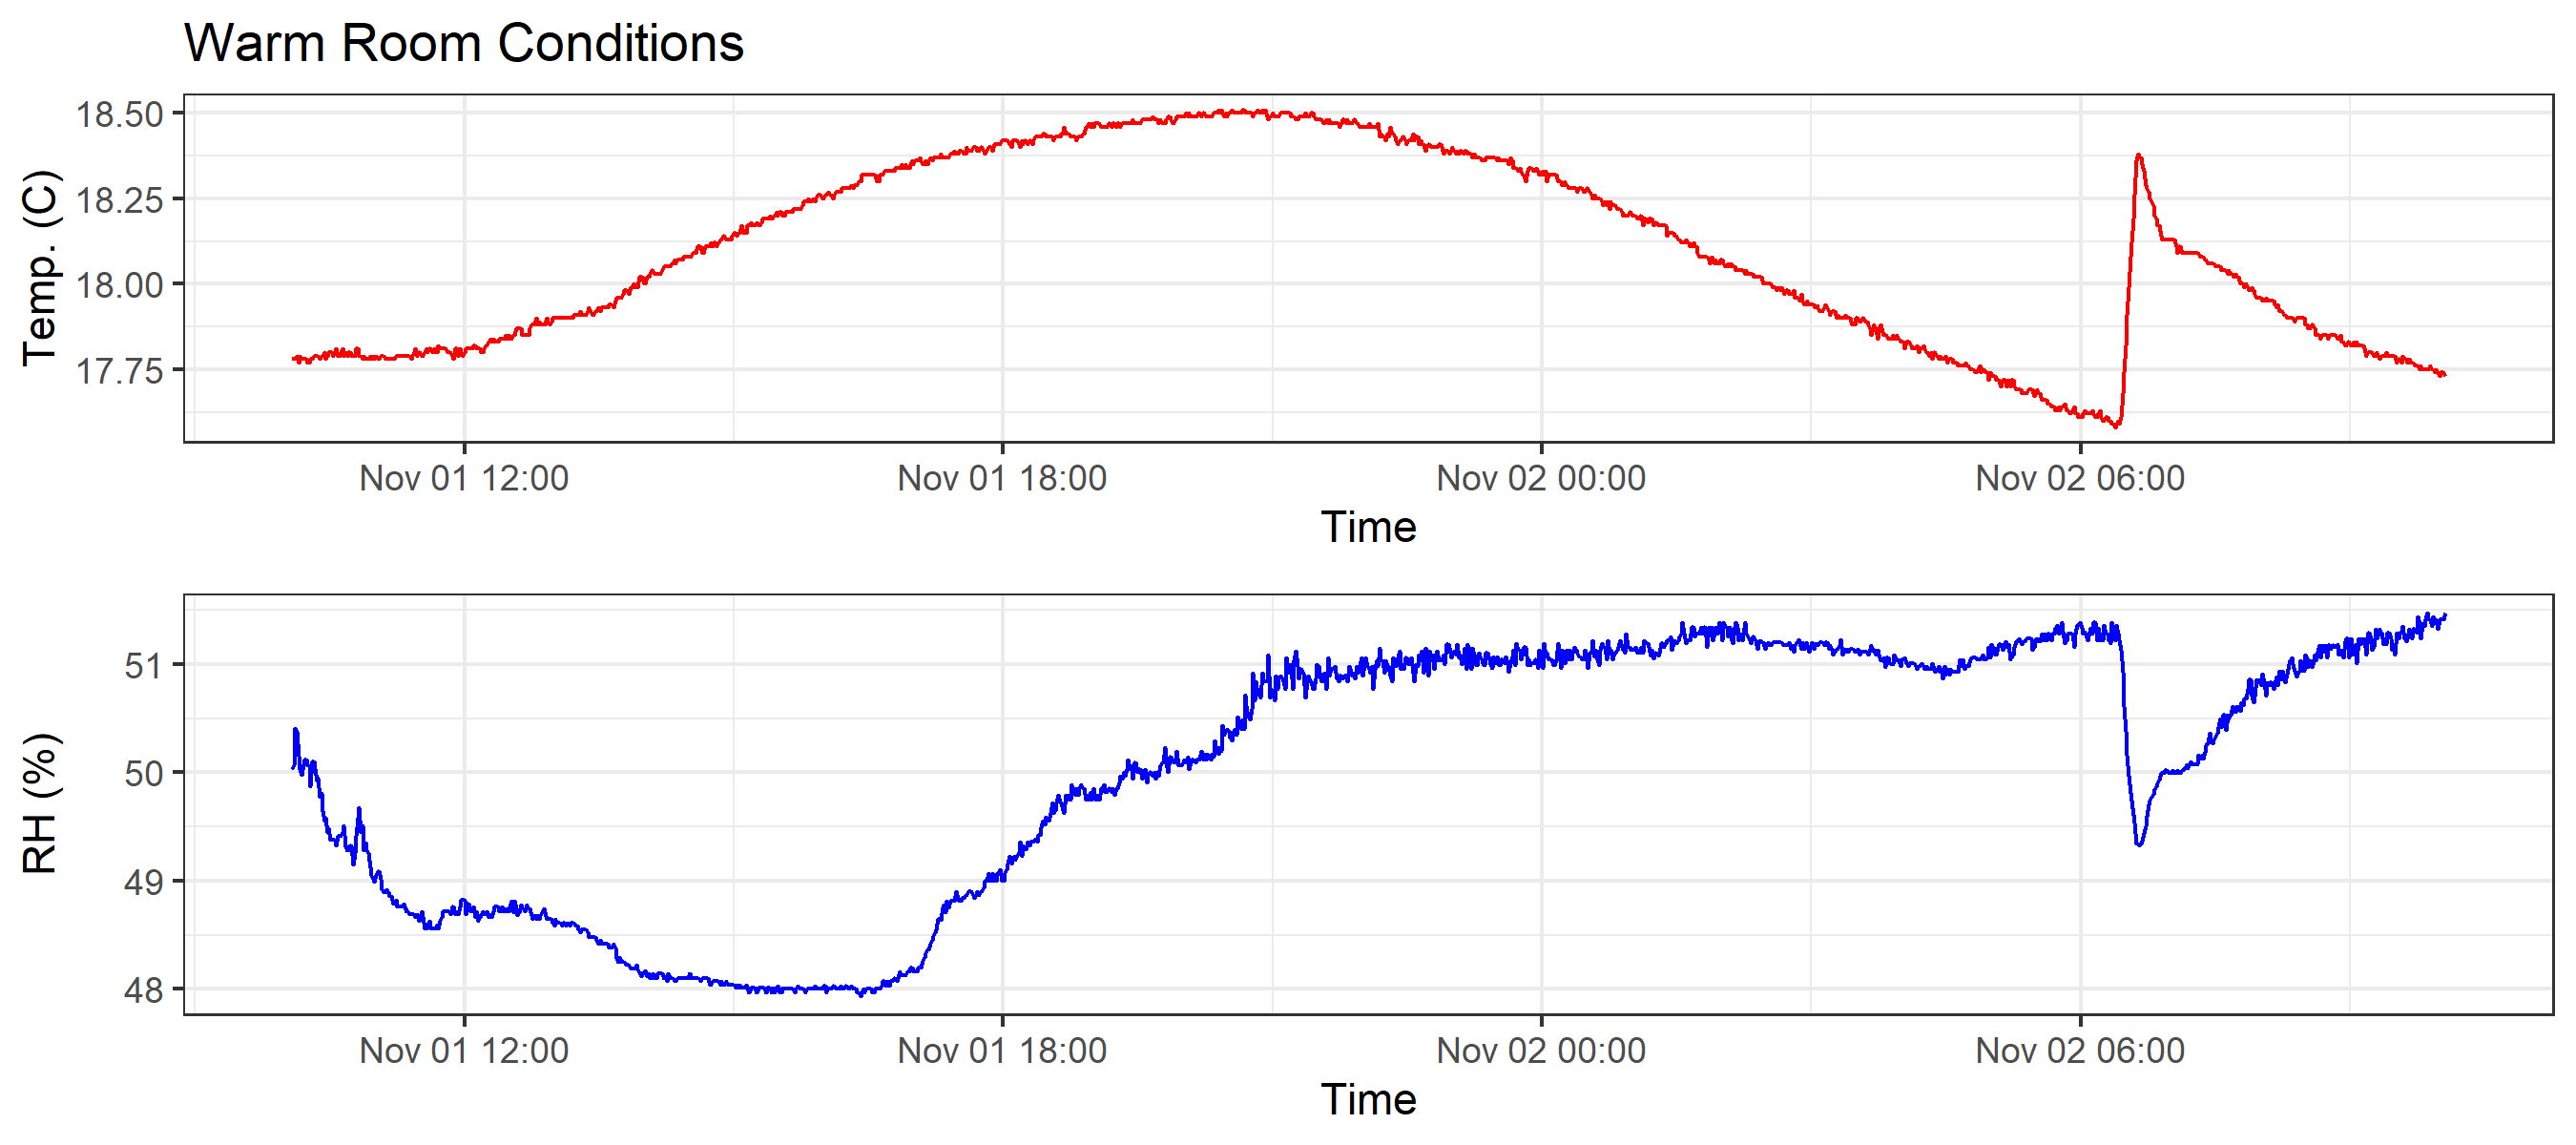 Warm Room Conditions
Temp. (C)
18.50
18.25
18.00
17.75
Nov 01 12:00 Nov 01 18:00 Nov 02 00:00 Nov 02 06:00
Time
RH (%)
51
50
49
48
Nov 01 12:00 Nov 01 18:00 Nov 02 00:00 Nov 02 06:00
Time